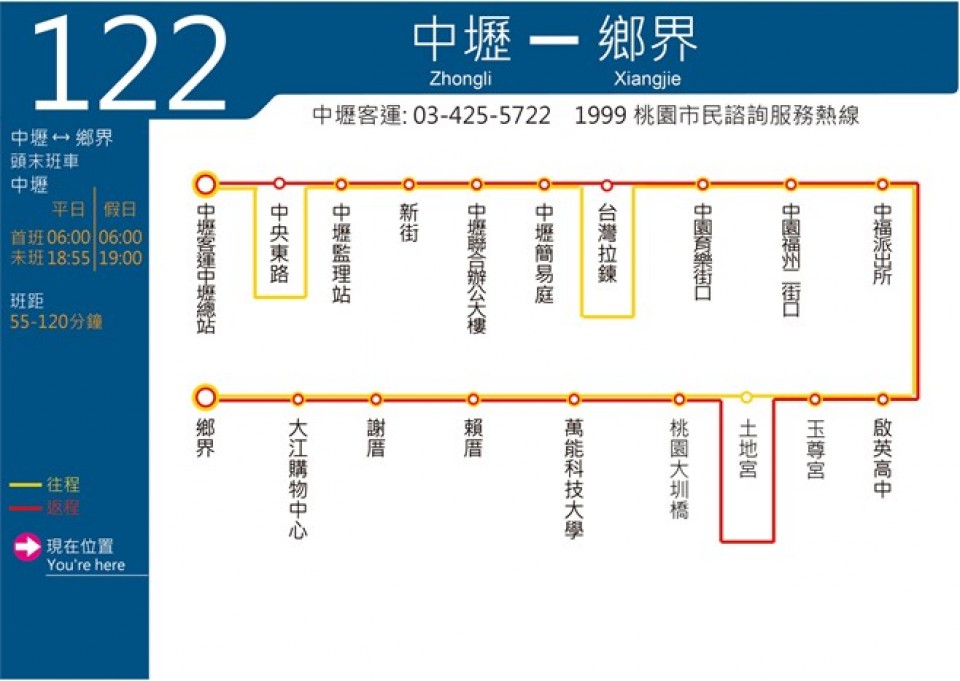 122
中壢 ー 鄉界
Zhongli
Xiangjie
中壢客運: 03-425-5722 1999 桃園市民諮詢服務熱線
中壢↔鄉界
頭末班車
中壢
平日 假日
首班 06:00 06:00
末班 18:55 19:00
班距
55-120分鐘
中壢客運中壢總站
中央東路
中壢監理站
新街
中壢聯合辦公大樓
中壢簡易庭
台灣拉鍊
中園育樂街口
中園福州二街口
中福派出所
鄉界
大江購物中心
謝厝
賴厝
萬能科技大學
桃園大圳橋
土地宮
玉尊宮
啟英高中
往程
返程
現在位置
You're here